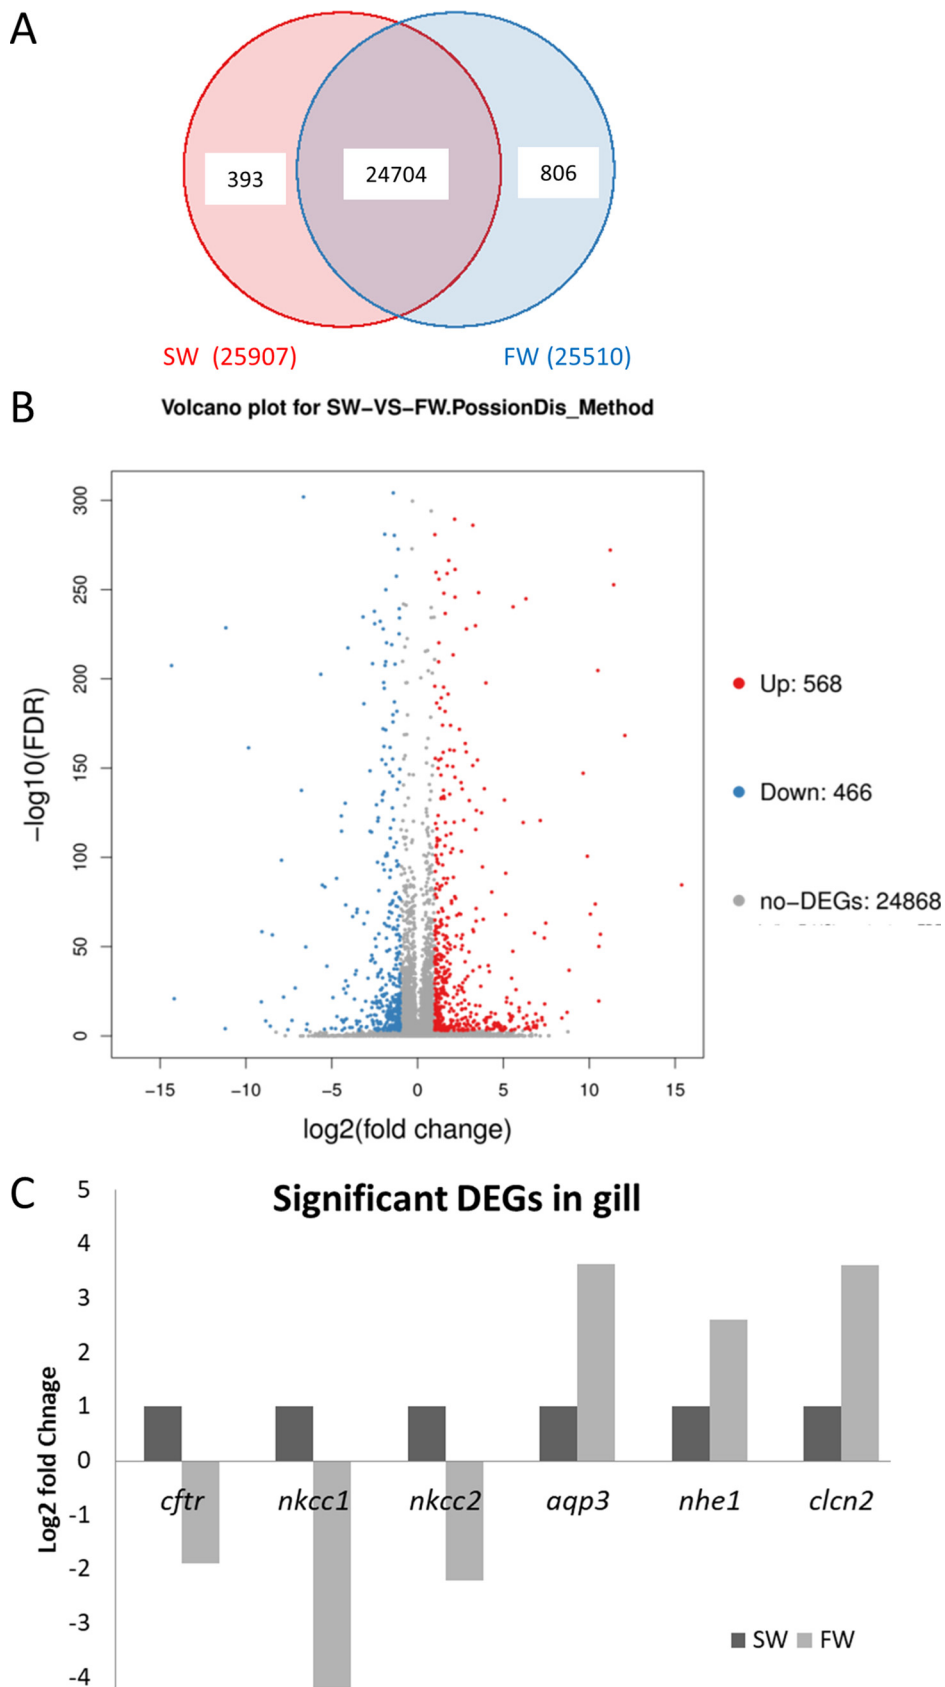 A
393
24704
806
SW (25907)
FW (25510)
B
Volcano plot for SW−VS−FW.PossionDis_Method
300
250
200
150
100
50
0
−log10(FDR)
−15
−10
−5
0
5
10
15
log2(fold change)
Up: 568
Down: 466
no−DEGs: 24868
C
Significant DEGs in gill
5
4
3
2
1
0
-1
-2
-3
-4
Log2 fold Chnage
cftr
nkcc1
nkcc2
aqp3
nhe1
clcn2
SW
FW